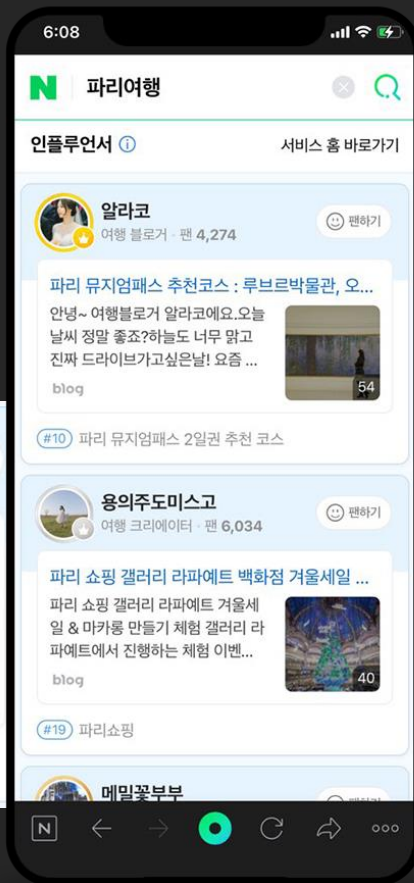 6:08
N 파리여행
인플루언서 서비스 홈 바로가기
알라코
여행 블로거 · 팬 4,274
팬하기
파리 뮤지엄패스 추천코스 : 루브르박물관, 오...
안녕~ 여행블로거 알라코에요.오늘
날씨 정말 좋죠?하늘도 너무 맑고
진짜 드라이브가고싶은날! 요즘 ...
blog
54
#10 파리 뮤지엄패스 2일권 추천 코스
용의주도미스고
여행 크리에이터 · 팬 6,034
팬하기
파리 쇼핑 갤러리 라파예트 백화점 겨울세일 ...
파리 쇼핑 갤러리 라파예트 겨울세
일 & 마카롱 만들기 체험 갤러리 라
파예트에서 진행하는 체험 이벤...
blog
40
#19 파리쇼핑
메밀꽃부부
N